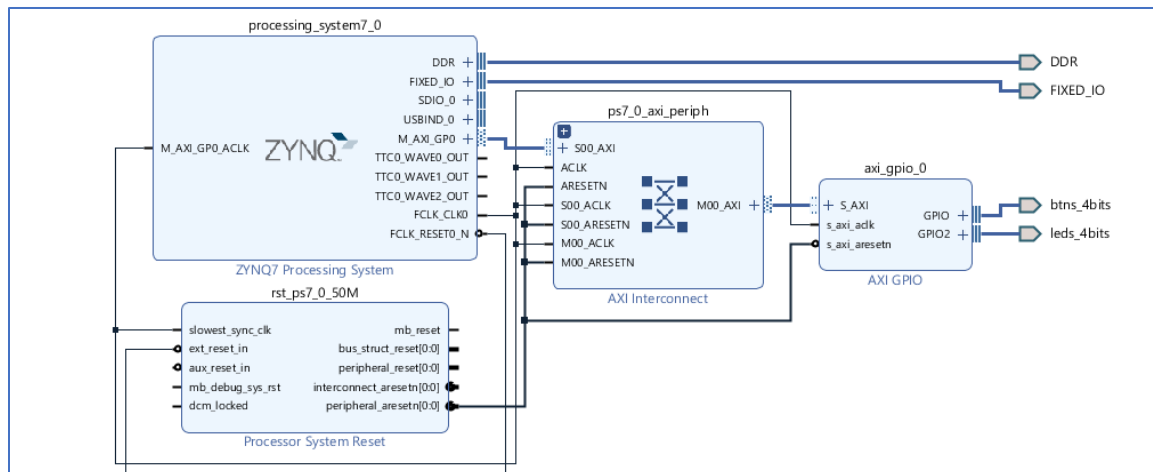 processing_system7_0
DDR
FIXED_IO
SDIO_0
USBIND_0
M_AXI_GP0
M_AXI_GP0_ACLK
ZYNQ
TTC0_WAVE0_OUT
TTC0_WAVE1_OUT
TTC0_WAVE2_OUT
FCLK_CLK0
FCLK_RESET0_N
ZYNQ7 Processing System
rst_ps7_0_50M
slowest_sync_clk
ext_reset_in
aux_reset_in
mb_debug_sys_rst
dcm_locked
mb_reset
bus_struct_reset[0:0]
peripheral_reset[0:0]
interconnect_aresetn[0:0]
peripheral_aresetn[0:0]
Processor System Reset
ps7_0_axi_periph
S00_AXI
ACLK
ARESETN
S00_ACLK
S00_ARESETN
M00_ACLK
M00_ARESETN
M00_AXI
AXI Interconnect
axi_gpio_0
S_AXI
s_axi_aclk
s_axi_aresetn
GPIO
GPIO2
AXI GPIO
DDR
FIXED_IO
btns_4bits
leds_4bits